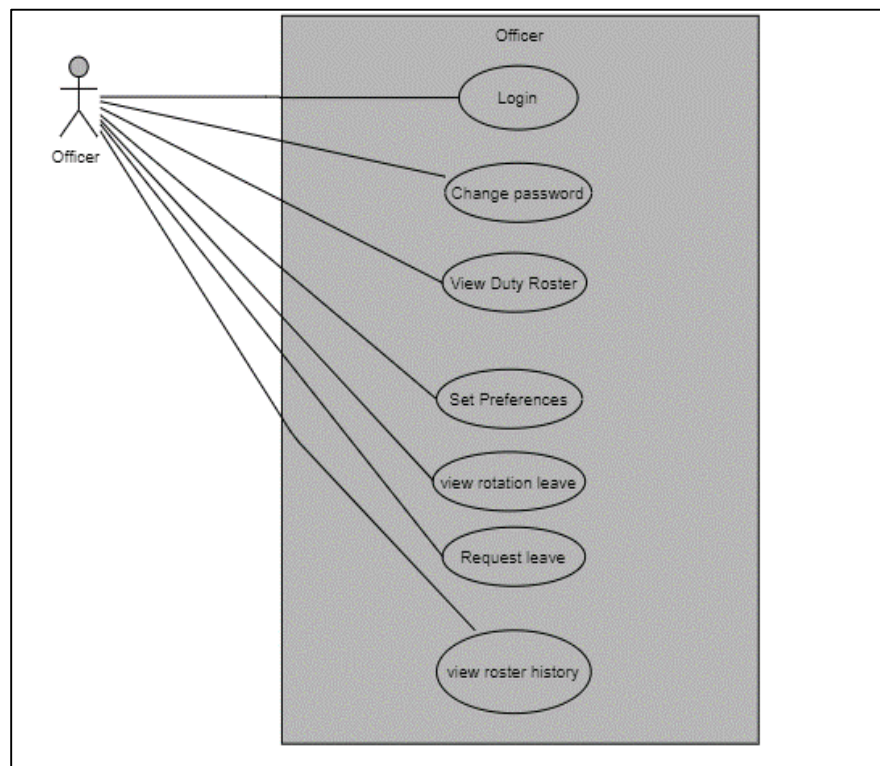 Officer
Login
Officer
Change password
View Duty Roster
Set Preferences
view rotation leave
Request leave
view roster history